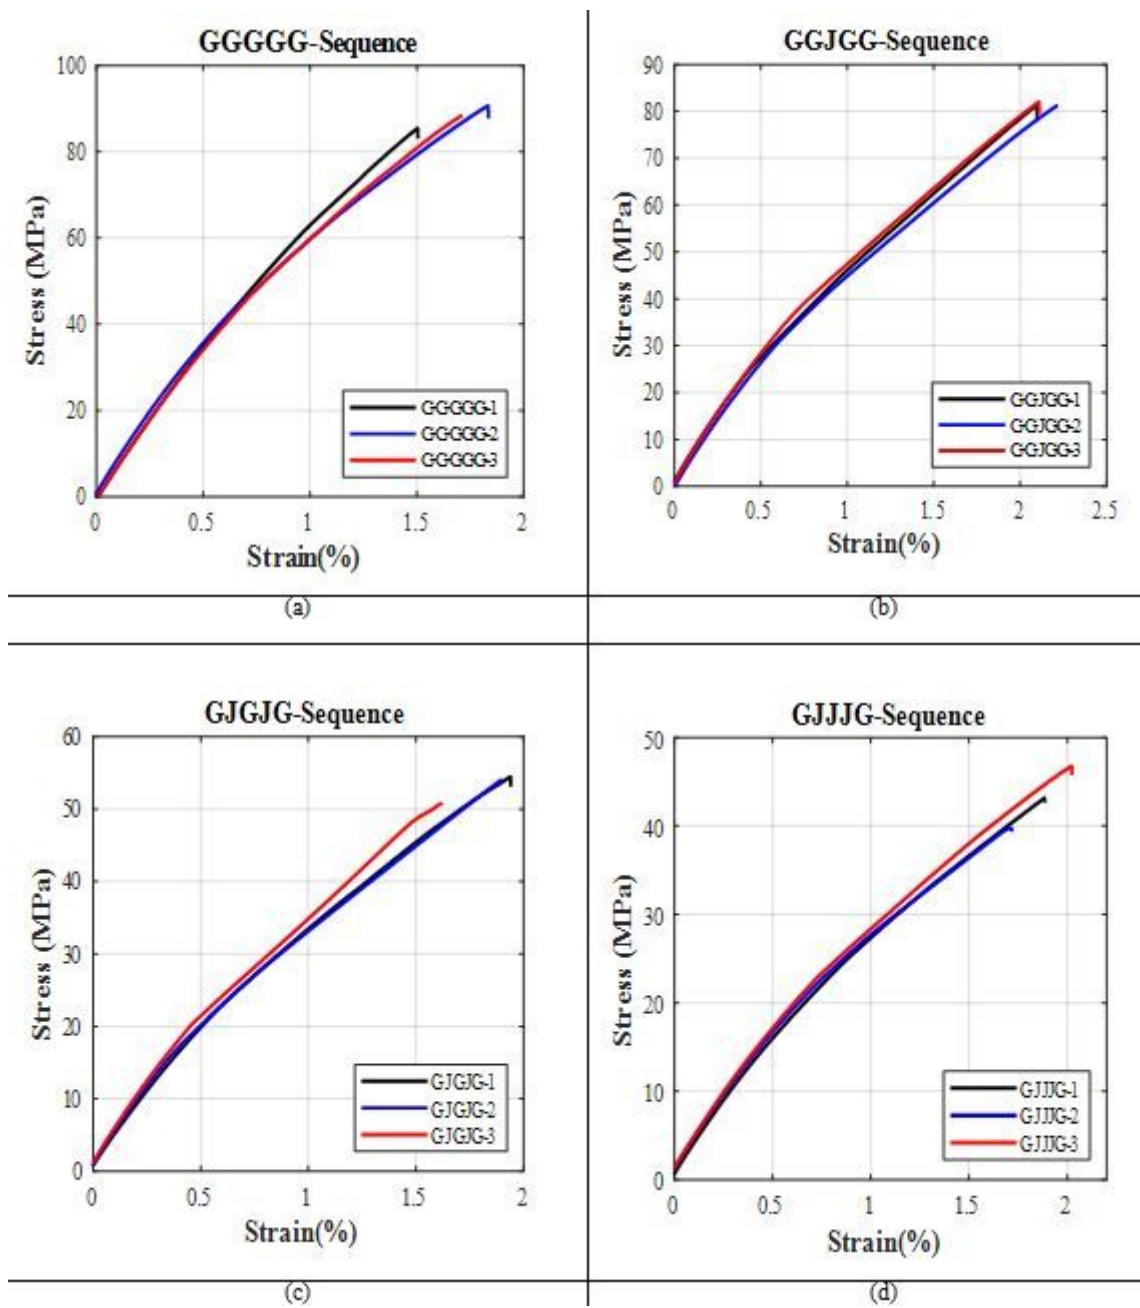 GGGGG-Sequence
100
80
60
40
20
0
Stress (MPa)
GGGGG-1
GGGGG-2
GGGGG-3
0 0.5 1 1.5 2
Strain(%)
(a)
GGJGG-Sequence
90
80
70
60
50
40
30
20
10
0
Stress (MPa)
GGJGG-1
GGJGG-2
GGJGG-3
0 0.5 1 1.5 2 2.5
Strain(%)
(b)
GJGJG-Sequence
60
50
40
30
20
10
0
Stress (MPa)
GJGJG-1
GJGJG-2
GJGJG-3
0 0.5 1 1.5 2
Strain(%)
(c)
GJJJG-Sequence
50
40
30
20
10
0
Stress (MPa)
GJJJG-1
GJJJG-2
GJJJG-3
0 0.5 1 1.5 2
Strain(%)
(d)